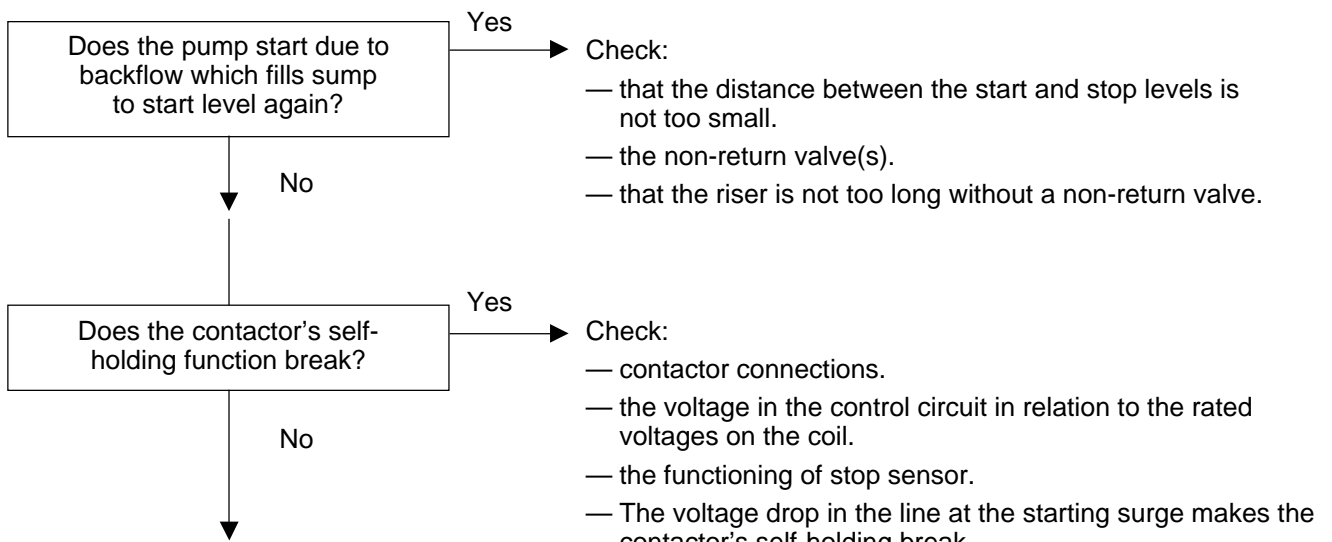 Does the pump start due to
backflow which fills sump
to start level again?
Yes
Check:
— that the distance between the start and stop levels is
not too small.
— the non-return valve(s).
— that the riser is not too long without a non-return valve.
No
Does the contactor's self-
holding function break?
Yes
Check:
— contactor connections.
— the voltage in the control circuit in relation to the rated
voltages on the coil.
— the functioning of stop sensor.
— The voltage drop in the line at the starting surge makes the
contactor's self-holding break
No